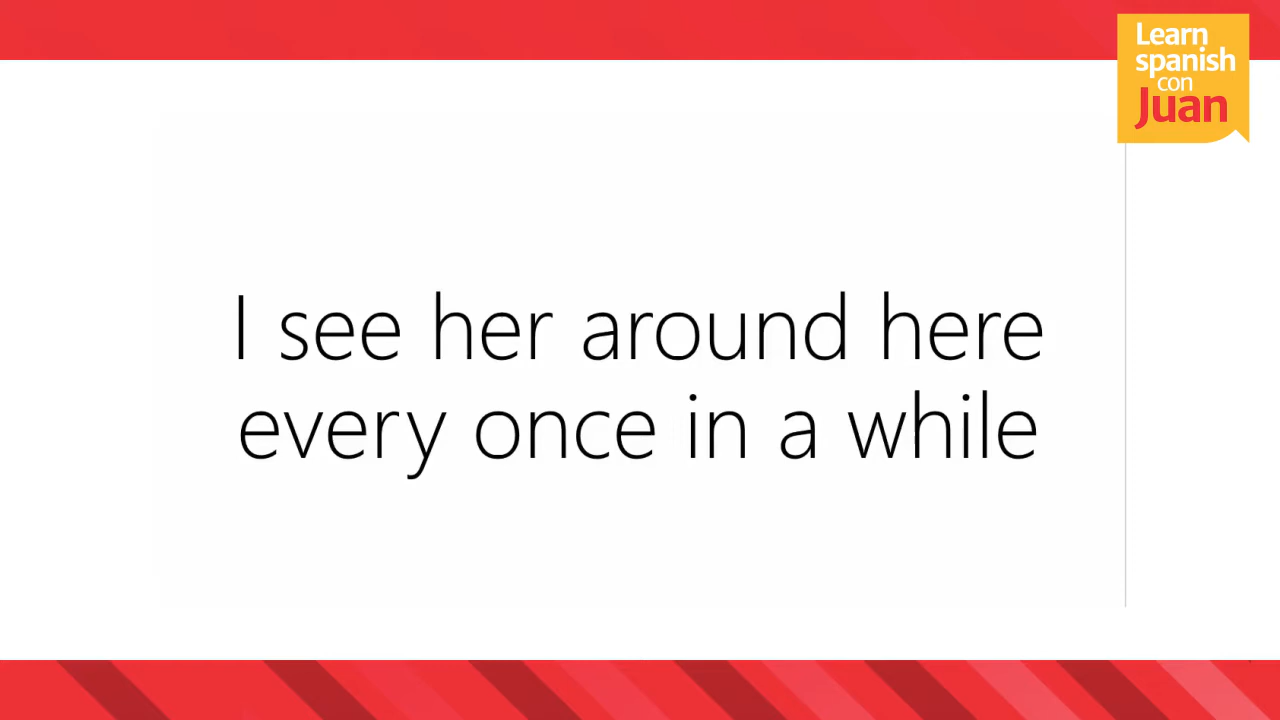 Learn
spanish
con
Juan
I see her around here
every once in a while